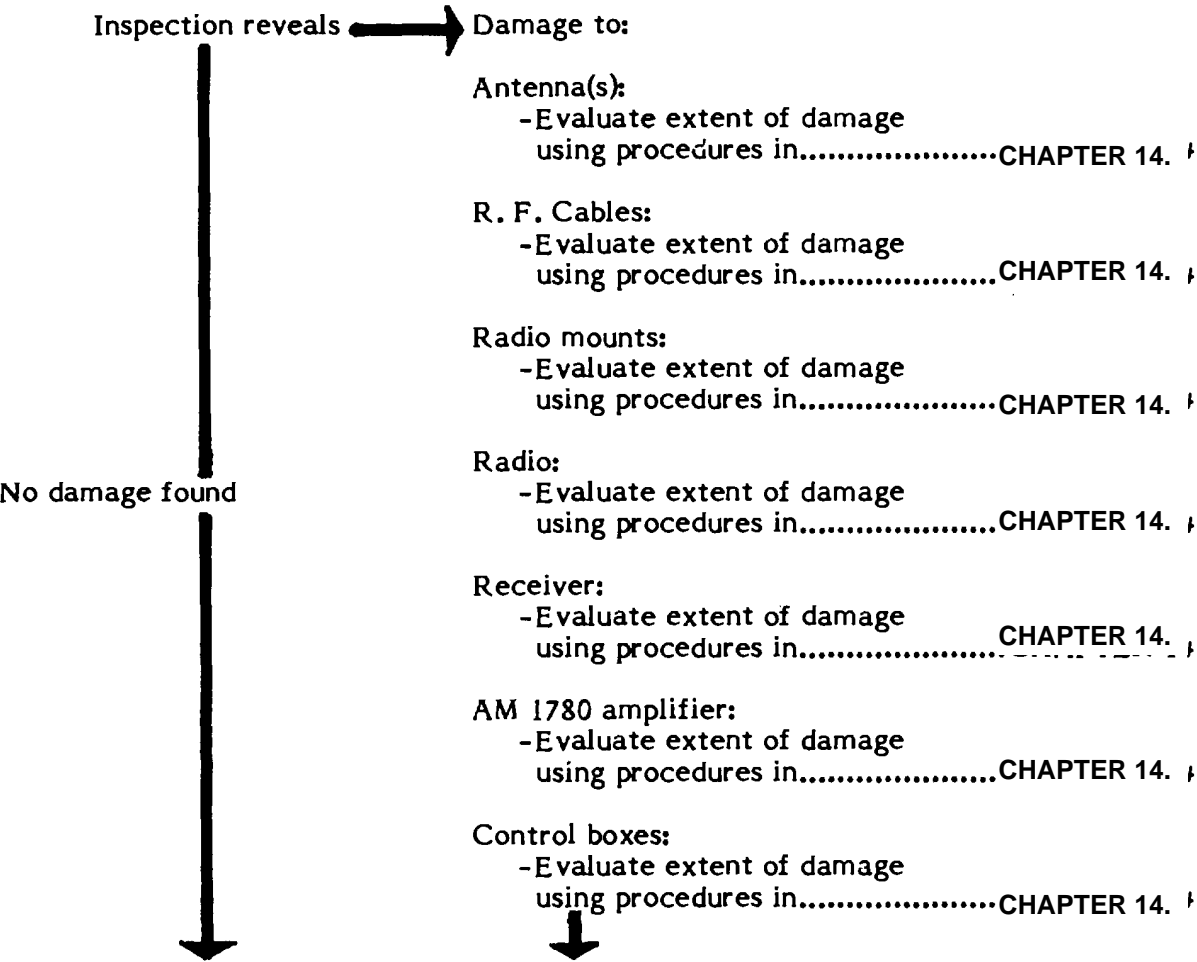 Inspection reveals Damage to:
Antenna(s):
-Evaluate extent of damage
using procedures in......................CHAPTER 14.
R. F. Cables:
-Evaluate extent of damage
using procedures in......................CHAPTER 14.
Radio mounts:
-Evaluate extent of damage
using procedures in......................CHAPTER 14.
Radio:
No damage found
-Evaluate extent of damage
using procedures in......................CHAPTER 14.
Receiver:
-Evaluate extent of damage
using procedures in......................CHAPTER 14.
AM 1780 amplifier:
-Evaluate extent of damage
using procedures in......................CHAPTER 14.
Control boxes:
-Evaluate extent of damage
using procedures in......................CHAPTER 14.